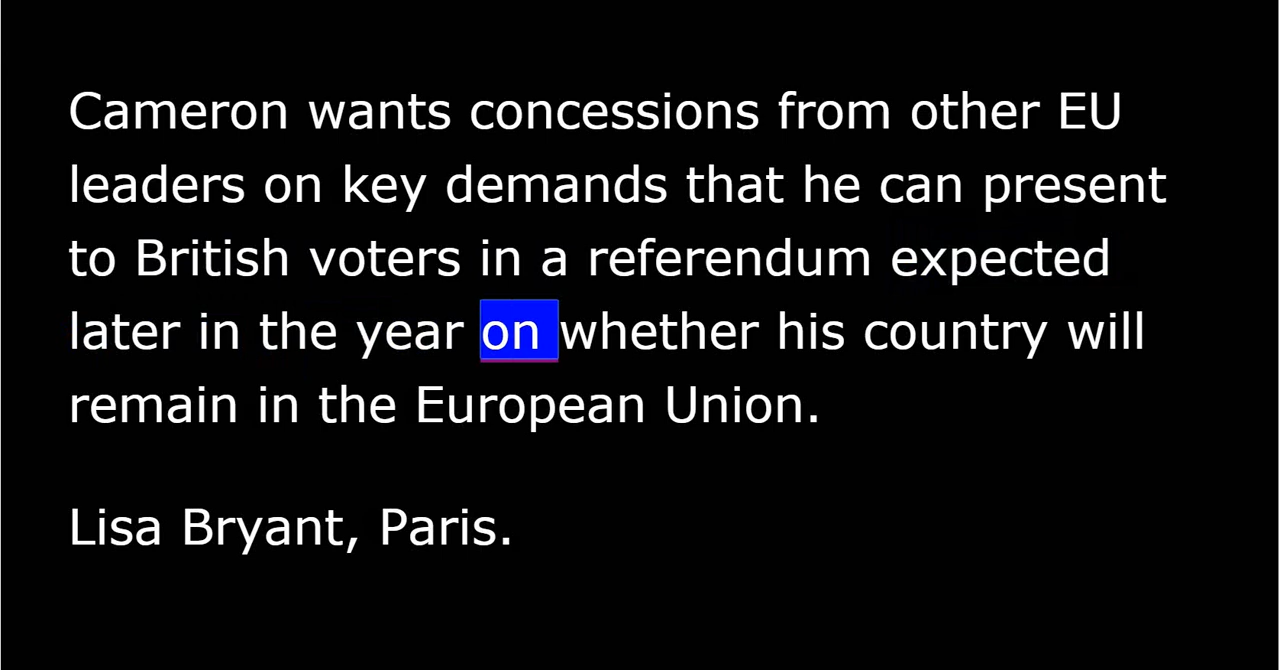 Cameron wants concessions from other EU
leaders on key demands that he can present
to British voters in a referendum expected
later in the year on whether his country will
remain in the European Union.
Lisa Bryant, Paris.